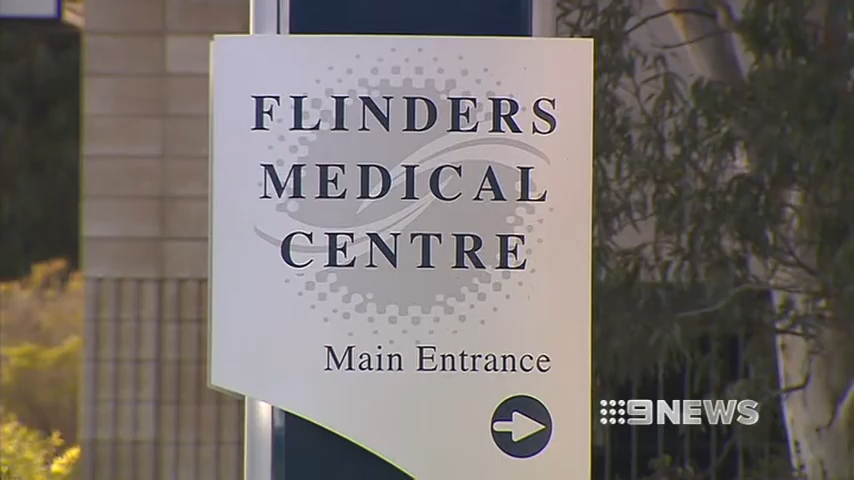 FLINDERS
MEDICAL
CENTRE
Main Entrance
9NEWS